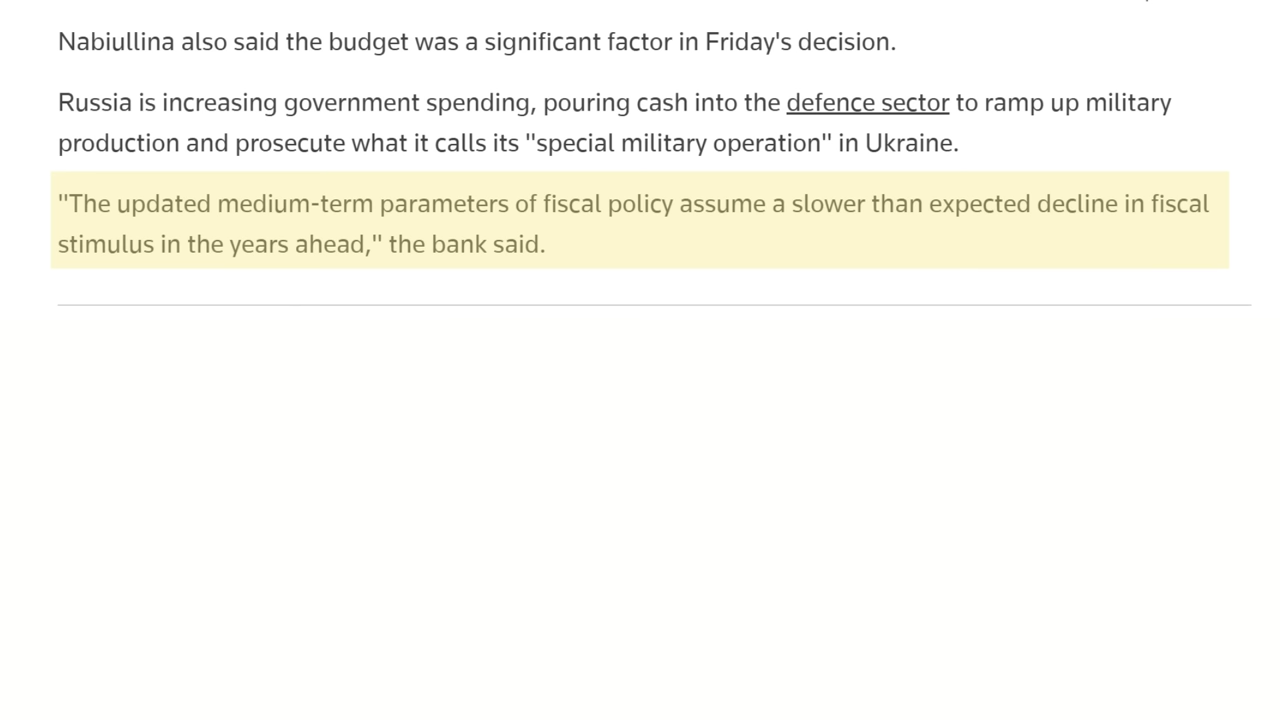 Nabiullina also said the budget was a significant factor in Friday's decision.
Russia is increasing government spending, pouring cash into the defence sector to ramp up military
production and prosecute what it calls its "special military operation" in Ukraine.
"The updated medium-term parameters of fiscal policy assume a slower than expected decline in fiscal
stimulus in the years ahead," the bank said.